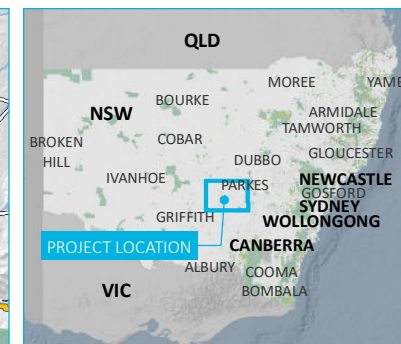 QLD
MOREE
YAMB
BOURKE
NSW
ARMIDALE
TAMWORTH
BROKEN
HILL
COBAR
GLOUCESTER
DUBBO
IVANHOE
NEWCASTLE
PARKES
GOSFORD
SYDNEY
GRIFFITH
WOLLONGONG
PROJECT LOCATION
CANBERRA
ALBURY
COOMA
VIC
BOMBALA